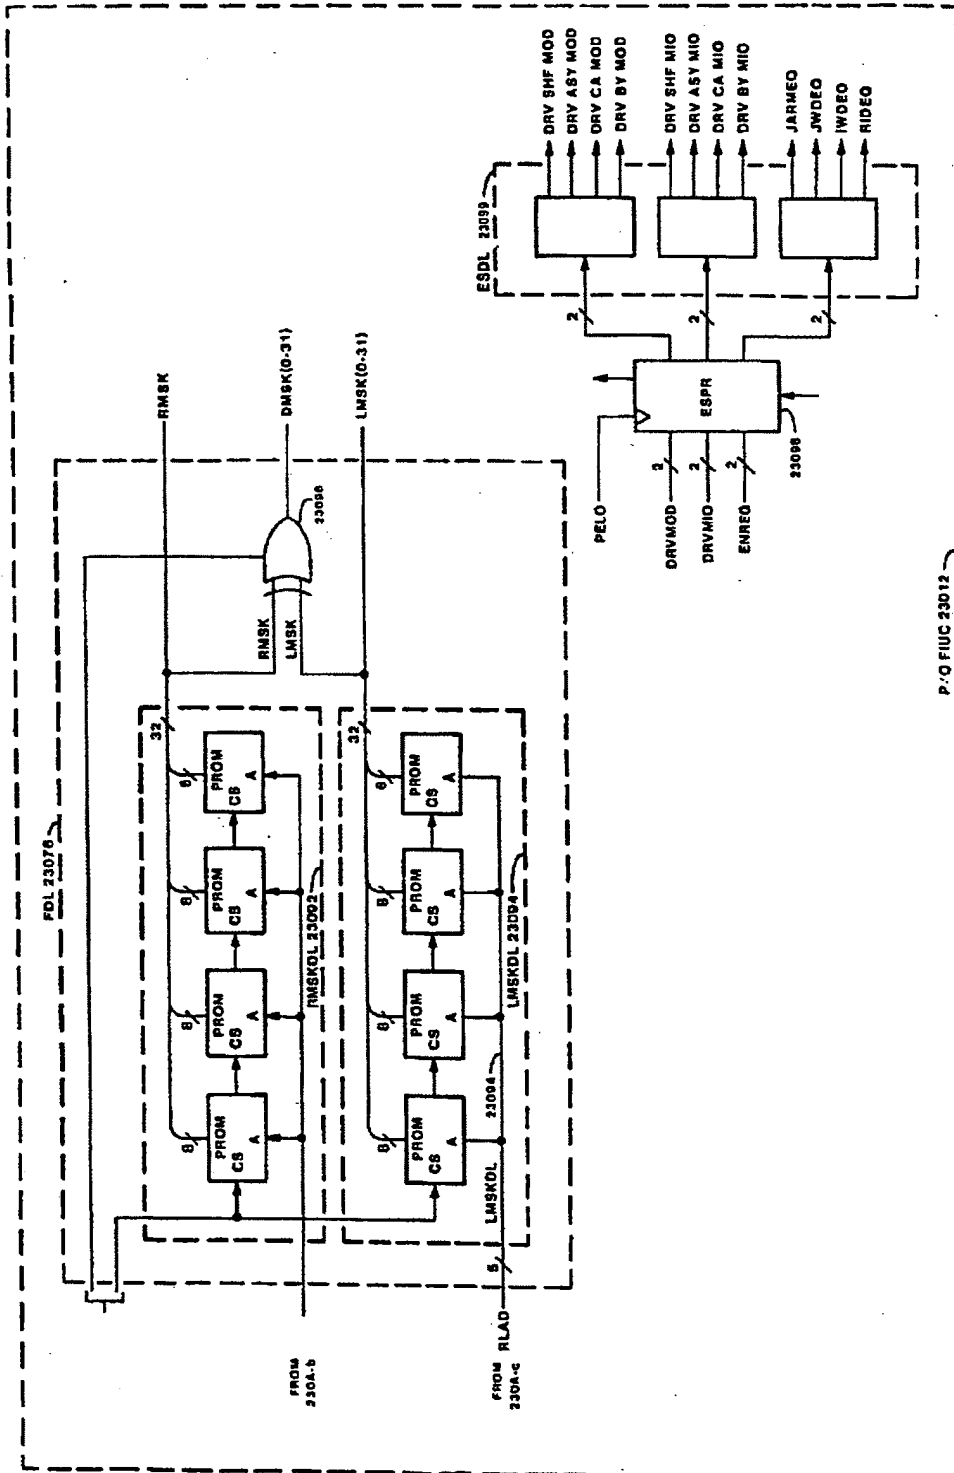 FDL 23076
RMSK
DMSK(0-31)
LMSK(0-31)
RMSK
LMSK
23096
32
8
8
8
8
PROM
CS
A
PROM
CS
A
PROM
CS
A
PROM
CS
A
RMSKDL 23092
32
8
8
8
8
PROM
CS
A
PROM
CS
A
PROM
CS
A
PROM
CS
A
LMSKDL
23094
LMSKDL 23094
5
FROM
230A-b
RLAD
FROM
230A-c
ESDL 23099
DRV SHF MOD
DRV ASY MOD
DRV CA MOD
DRV BY MOD
DRV SHF MIO
DRV ASY MIO
DRV CA MIO
DRV BY MIO
JARMEO
JWDEO
IWDEO
RIDEO
2
2
2
ESPR
23098
PELO
DRVMOD
2
DRVMIO
2
ENREO
2
P/O FIUC 23012